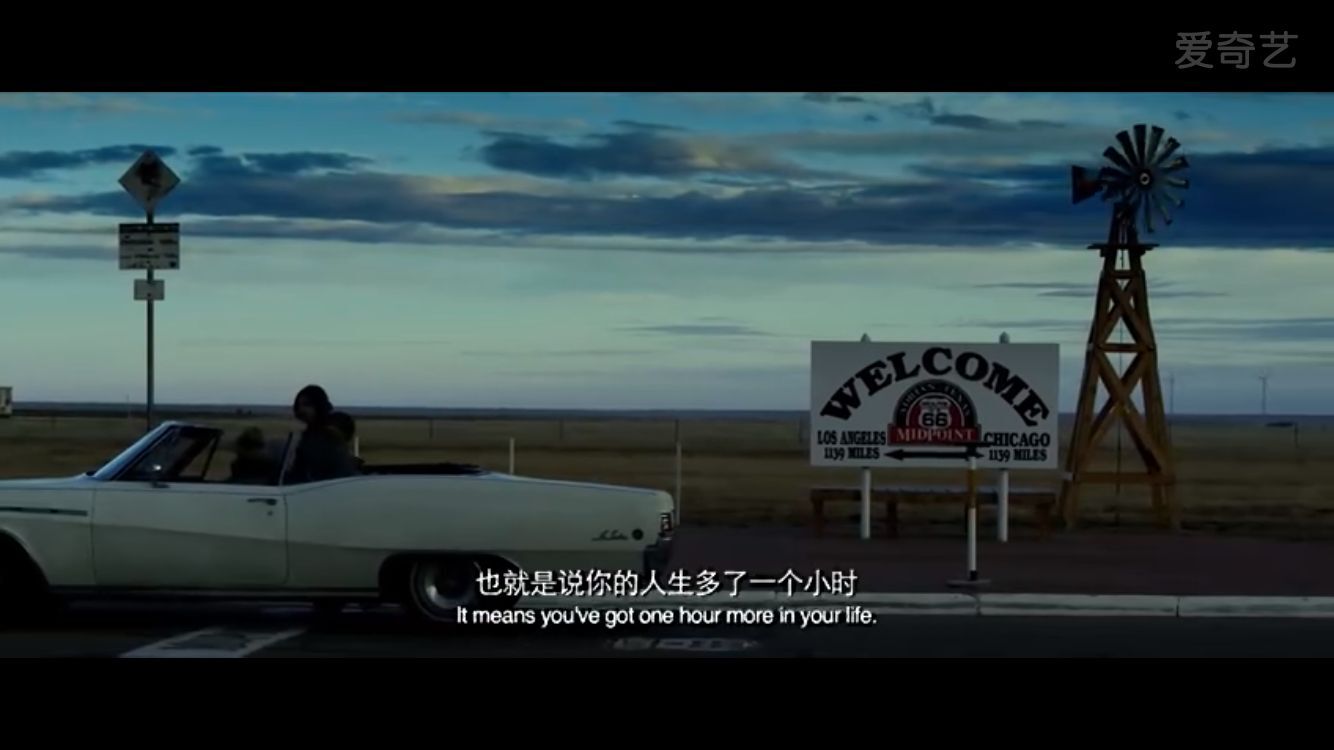 爱奇艺
WELCOME
ADRIAN TEXAS
ROUTE
66
MIDPOINT
LOS ANGELES
1139 MILES
CHICAGO
1139 MILES
也就是说你的人生多了一个小时
It means you've got one hour more in your life.